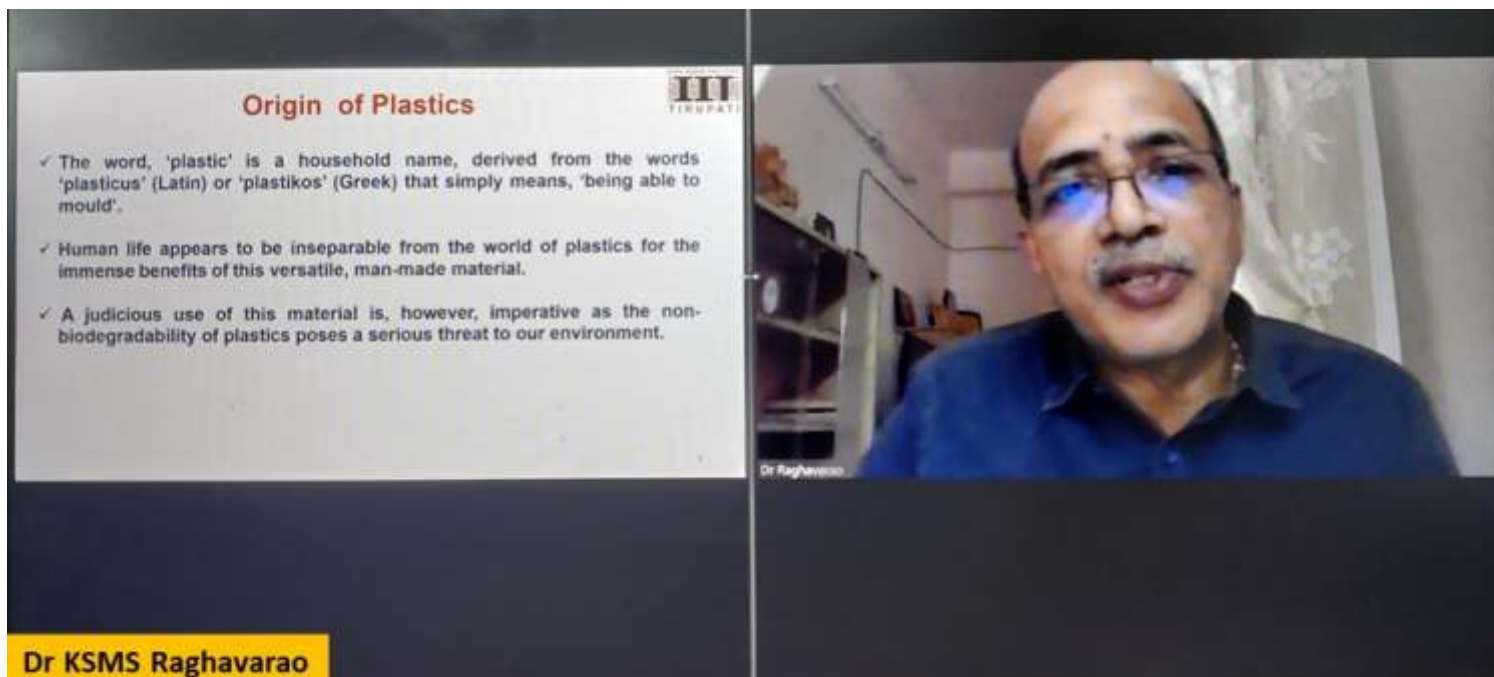 Origin of Plastics
IIT
TIRUPATI
✓ The word, 'plastic' is a household name, derived from the words
'plasticus' (Latin) or 'plastikos' (Greek) that simply means, 'being able to
mould'.
✓ Human life appears to be inseparable from the world of plastics for the
immense benefits of this versatile, man-made material.
✓ A judicious use of this material is, however, imperative as the non-
biodegradability of plastics poses a serious threat to our environment.
Dr Raghavarao
Dr KSMS Raghavarao